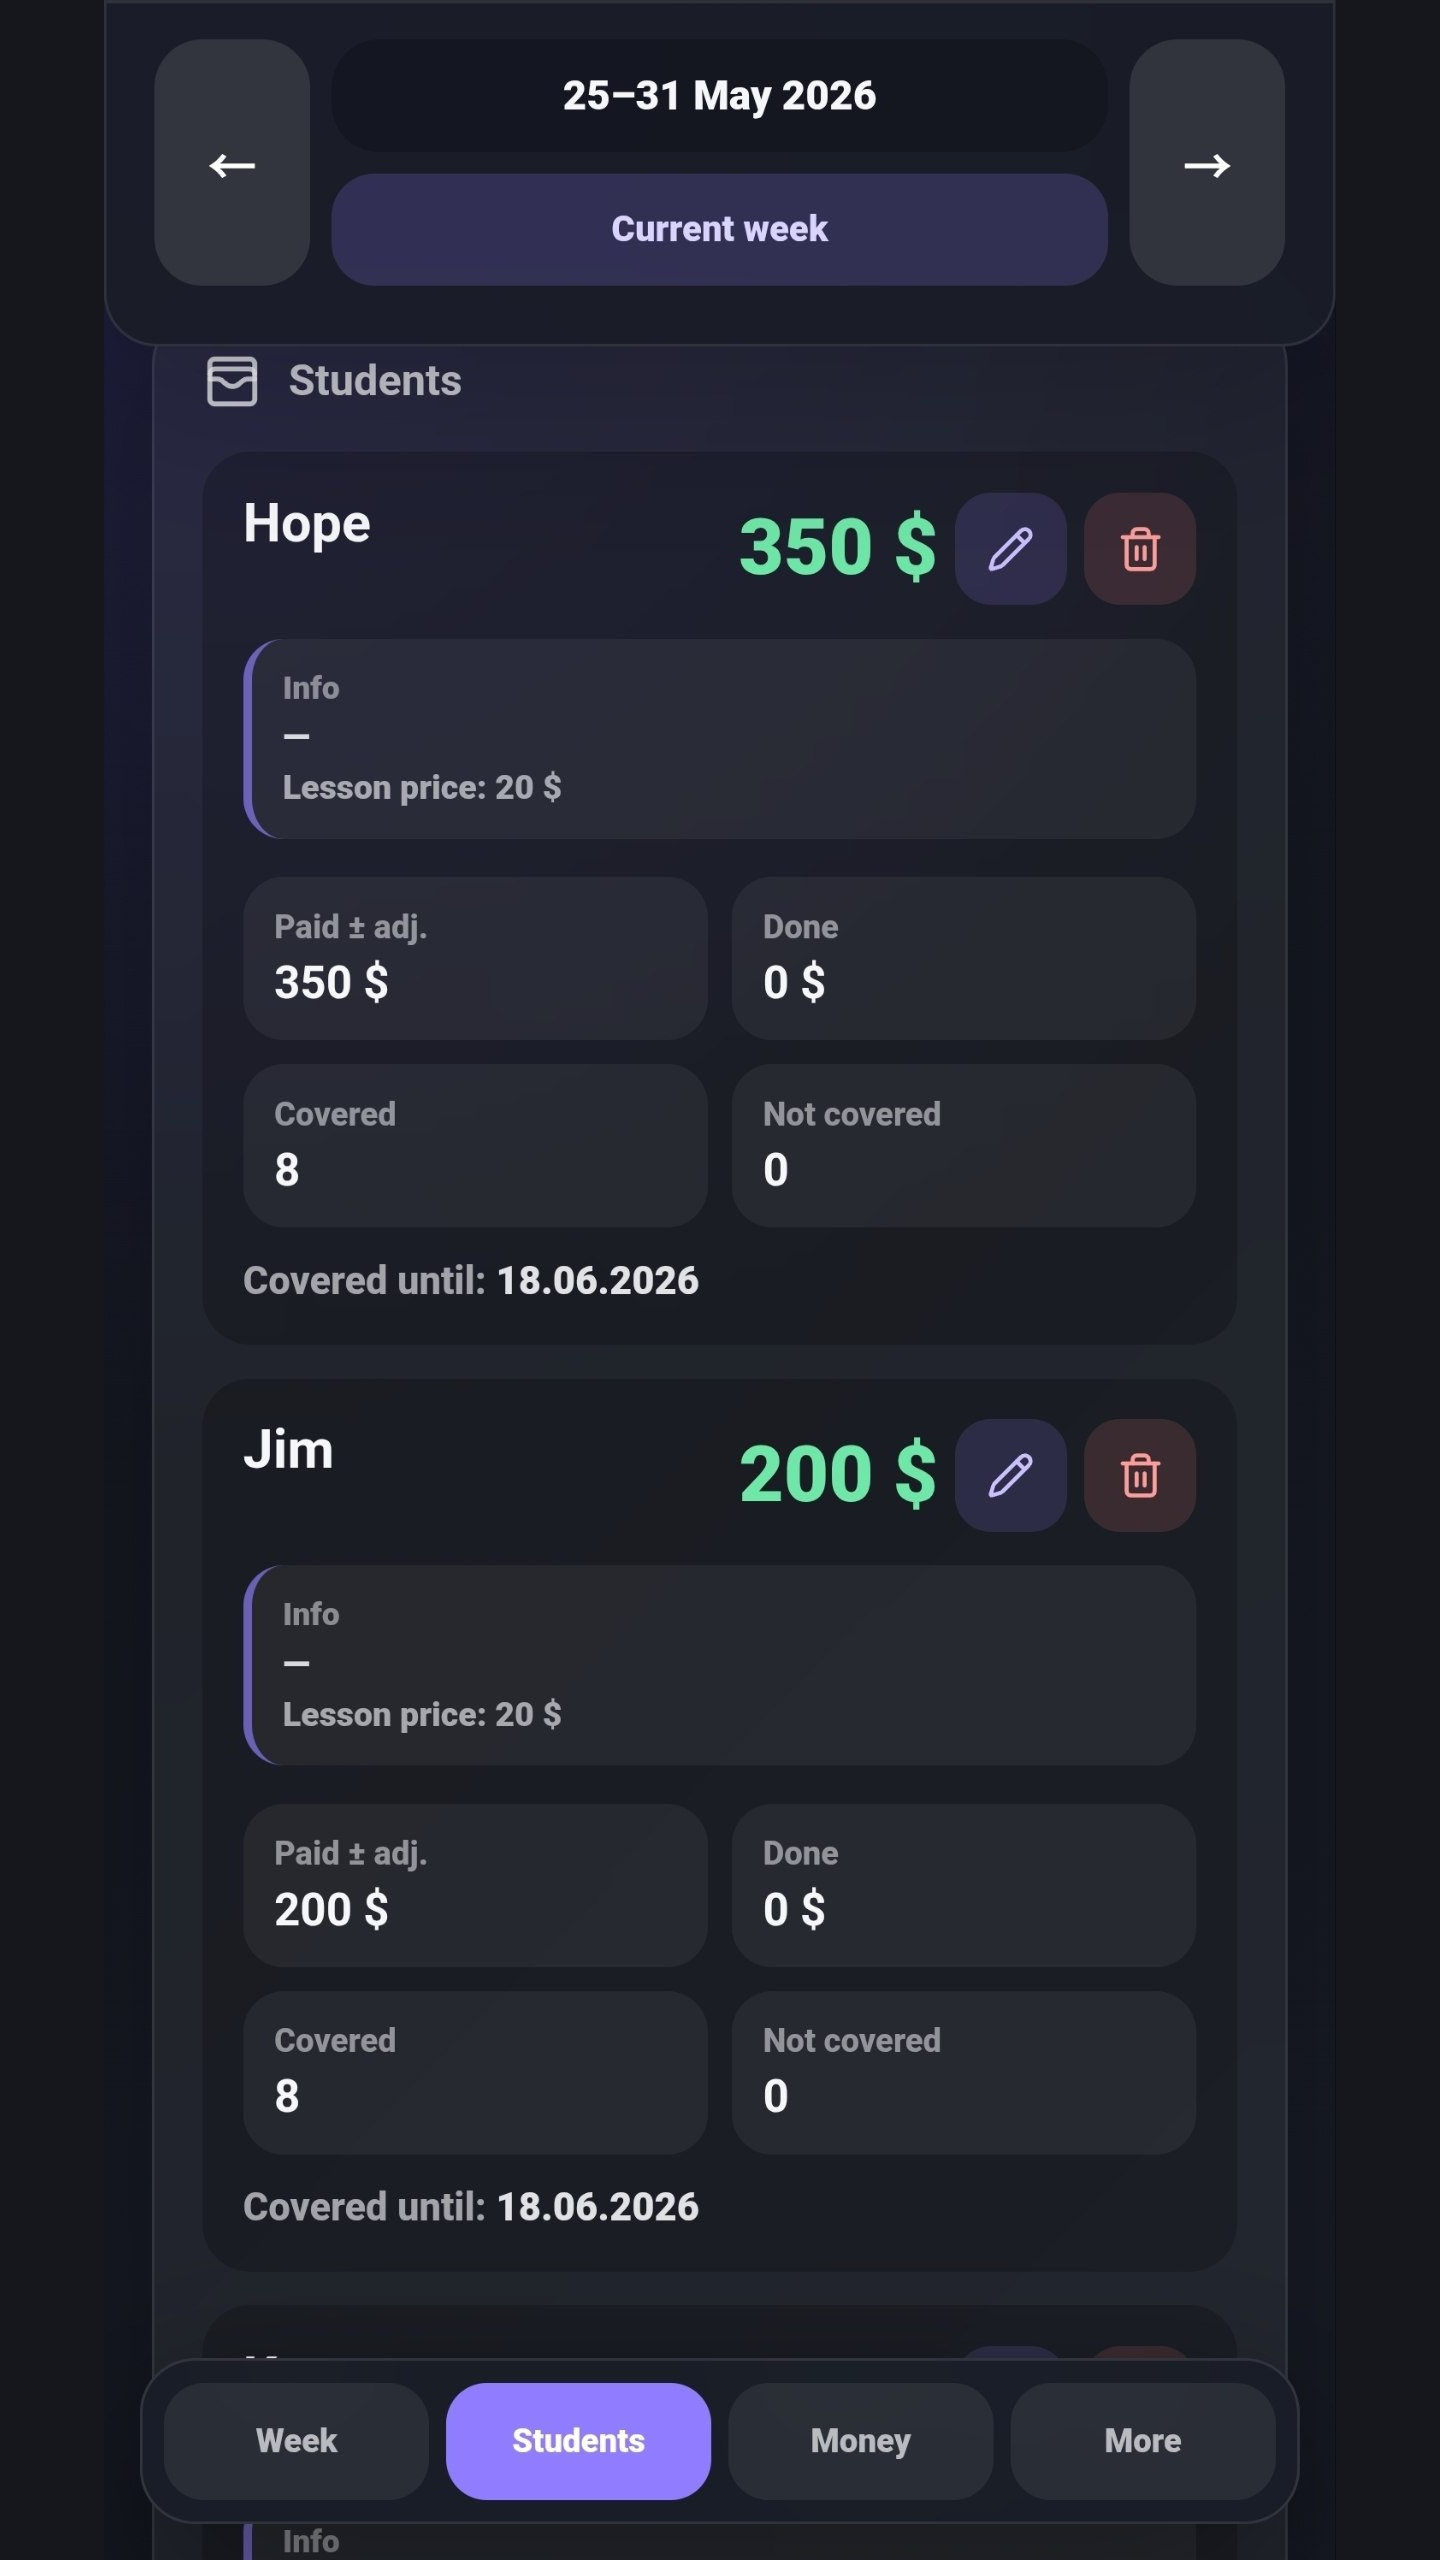 ←
25–31 May 2026
→
Current week
Students
Hope
350 $
Info
—
Lesson price: 20 $
Paid ± adj.
350 $
Done
0 $
Covered
8
Not covered
0
Covered until: 18.06.2026
Jim
200 $
Info
—
Lesson price: 20 $
Paid ± adj.
200 $
Done
0 $
Covered
8
Not covered
0
Covered until: 18.06.2026
Week
Students
Money
More
Info